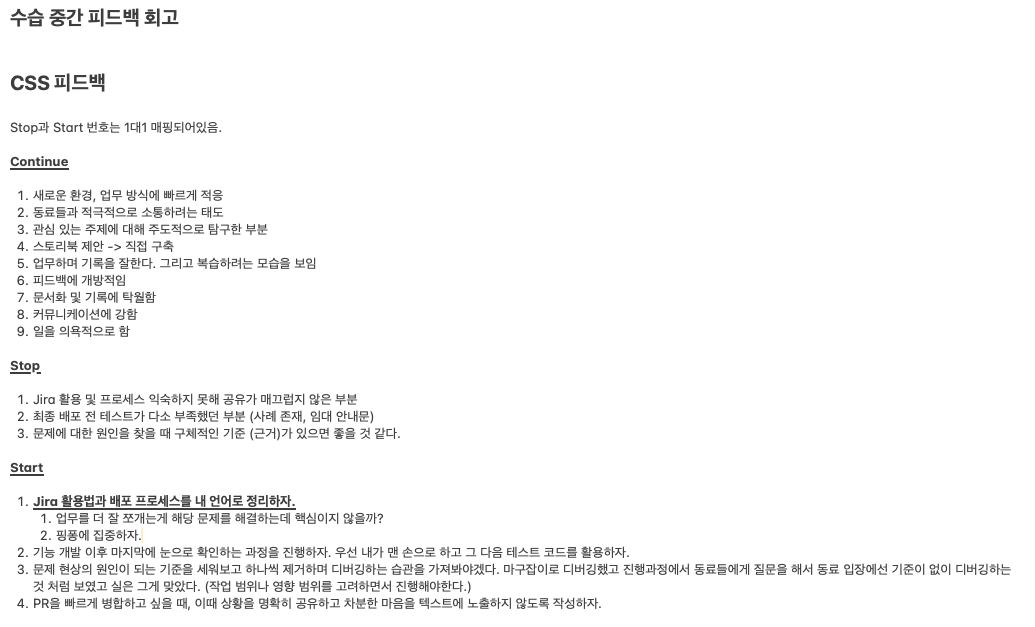 수습 중간 피드백 회고
CSS 피드백
Stop과 Start 번호는 1대1 매핑되어있음.
Continue
1. 새로운 환경, 업무 방식에 빠르게 적응
2. 동료들과 적극적으로 소통하려는 태도
3. 관심 있는 주제에 대해 주도적으로 탐구한 부분
4. 스토리북 제안 -> 직접 구축
5. 업무하며 기록을 잘한다. 그리고 복습하려는 모습을 보임
6. 피드백에 개방적임
7. 문서화 및 기록에 탁월함
8. 커뮤니케이션에 강함
9. 일을 의욕적으로 함
Stop
1. Jira 활용 및 프로세스 익숙하지 못해 공유가 매끄럽지 않은 부분
2. 최종 배포 전 테스트가 다소 부족했던 부분 (사례 존재, 임대 안내문)
3. 문제에 대한 원인을 찾을 때 구체적인 기준 (근거)가 있으면 좋을 것 같다.
Start
1. Jira 활용법과 배포 프로세스를 내 언어로 정리하자.
1. 업무를 더 잘 쪼개는게 해당 문제를 해결하는데 핵심이지 않을까?
2. 핑퐁에 집중하자.
2. 기능 개발 이후 마지막에 눈으로 확인하는 과정을 진행하자. 우선 내가 맨 손으로 하고 그 다음 테스트 코드를 활용하자.
3. 문제 현상의 원인이 되는 기준을 세워보고 하나씩 제거하며 디버깅하는 습관을 가져봐야겠다. 마구잡이로 디버깅했고 진행과정에서 동료들에게 질문을 해서 동료 입장에선 기준이 없이 디버깅하는
것 처럼 보였고 실은 그게 맞았다. (작업 범위나 영향 범위를 고려하면서 진행해야한다.)
4. PR을 빠르게 병합하고 싶을 때, 이때 상황을 명확히 공유하고 차분한 마음을 텍스트에 노출하지 않도록 작성하자.